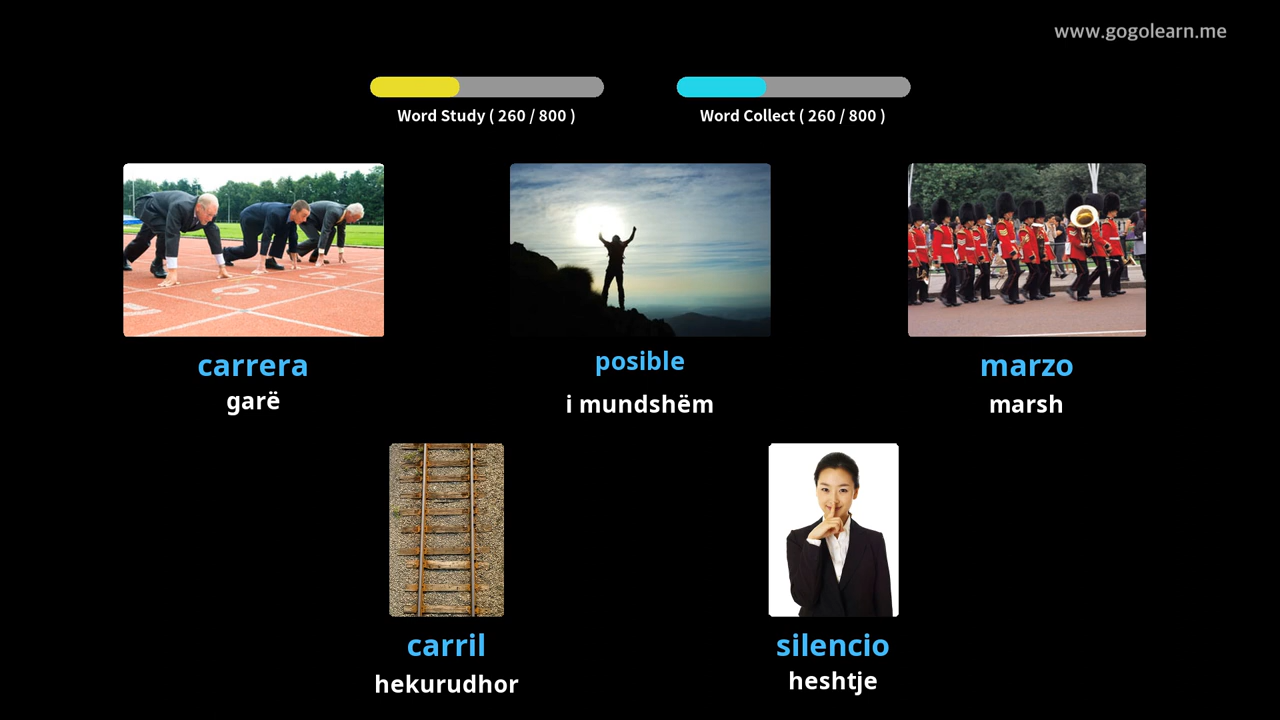 www.gogolearn.me
Word Study ( 260 / 800 )
Word Collect ( 260 / 800 )
carrera
garë
posible
i mundshëm
marzo
marsh
carril
hekurudhor
silencio
heshtje